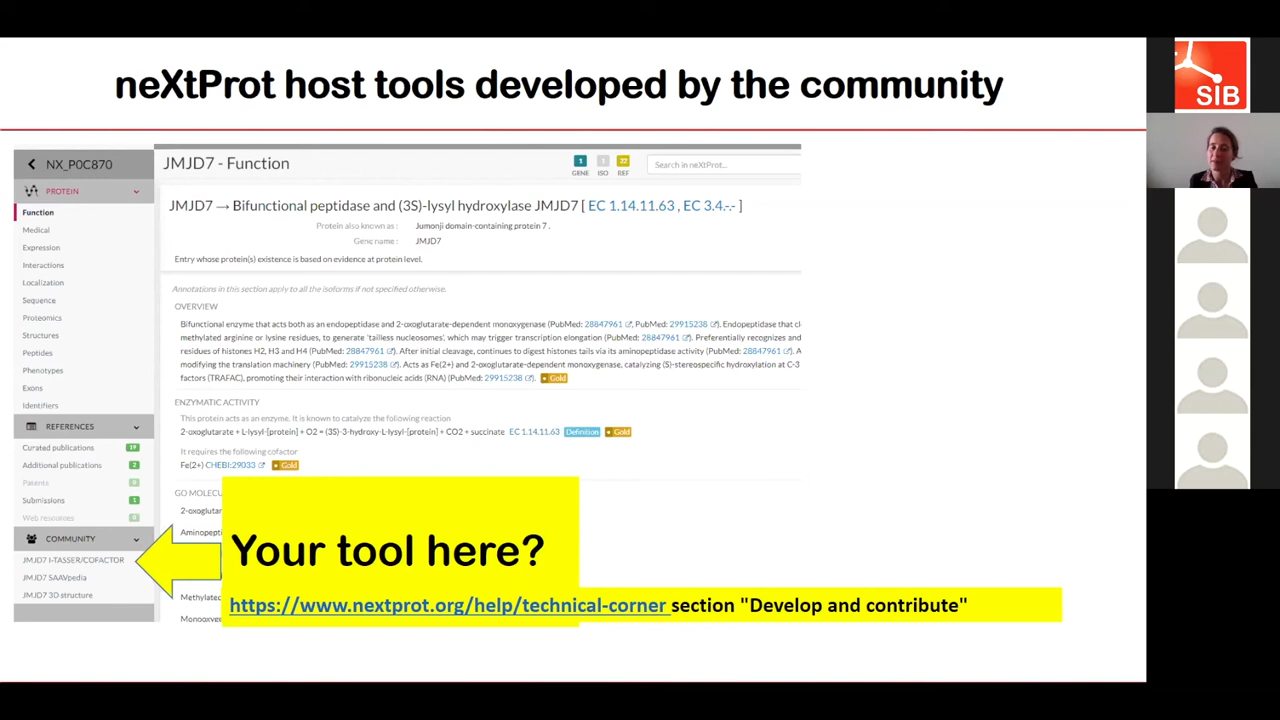 neXtProt host tools developed by the community
SIB
NX_P0C870
PROTEIN
Function
Medical
Expression
Interactions
Localization
Sequence
Proteomics
Structures
Peptides
Phenotypes
Exons
Identifiers
REFERENCES
Curated publications 19
Additional publications 2
Patents 0
Submissions 1
Web resources 0
COMMUNITY
JMJD7 I-TASSER/COFACTOR
JMJD7 SAAVpedia
JMJD7 3D structure
JMJD7 - Function
1 GENE
1 ISO
22 REF
Search in neXtProt...
JMJD7 → Bifunctional peptidase and (3S)-lysyl hydroxylase JMJD7 [ EC 1.14.11.63 , EC 3.4.-.- ]
Protein also known as : Jumonji domain-containing protein 7 .
Gene name : JMJD7
Entry whose protein(s) existence is based on evidence at protein level.
Annotations in this section apply to all the isoforms if not specified otherwise.
OVERVIEW
Bifunctional enzyme that acts both as an endopeptidase and 2-oxoglutarate-dependent monoxygenase (PubMed: 28847961 , PubMed: 29915238 ). Endopeptidase that cl
methylated arginine or lysine residues, to generate 'tailless nucleosomes', which may trigger transcription elongation (PubMed: 28847961 ). Preferentially recognizes and
residues of histones H2, H3 and H4 (PubMed: 28847961 ). After initial cleavage, continues to digest histones tails via its aminopeptidase activity (PubMed: 28847961 ). A
modifying the translation machinery (PubMed: 29915238 ). Acts as Fe(2+) and 2-oxoglutarate-dependent monoxygenase, catalyzing (S)-stereospecific hydroxylation at C-3
factors (TRAFAC), promoting their interaction with ribonucleic acids (RNA) (PubMed: 29915238 ). Gold
ENZYMATIC ACTIVITY
This protein acts as an enzyme. It is known to catalyze the following reaction
2-oxoglutarate + L-lysyl-[protein] + O2 = (3S)-3-hydroxy-L-lysyl-[protein] + CO2 + succinate EC 1.14.11.63 Definition Gold
It requires the following cofactor
Fe(2+) CHEBI:29033 Gold
GO MOLECU
2-oxoglutar
Aminopepti
Methylated
Monooxygen
Your tool here?
https://www.nextprot.org/help/technical-corner section "Develop and contribute"